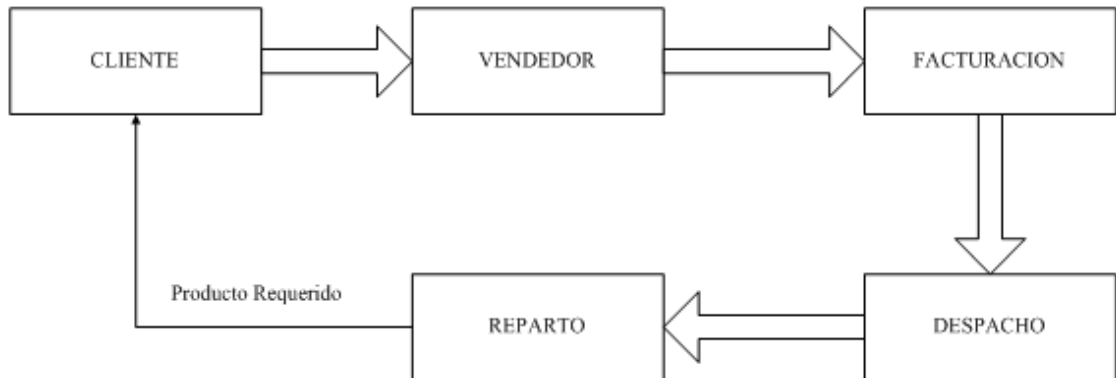 CLIENTE
VENDEDOR
FACTURACION
Producto Requerido
REPARTO
DESPACHO